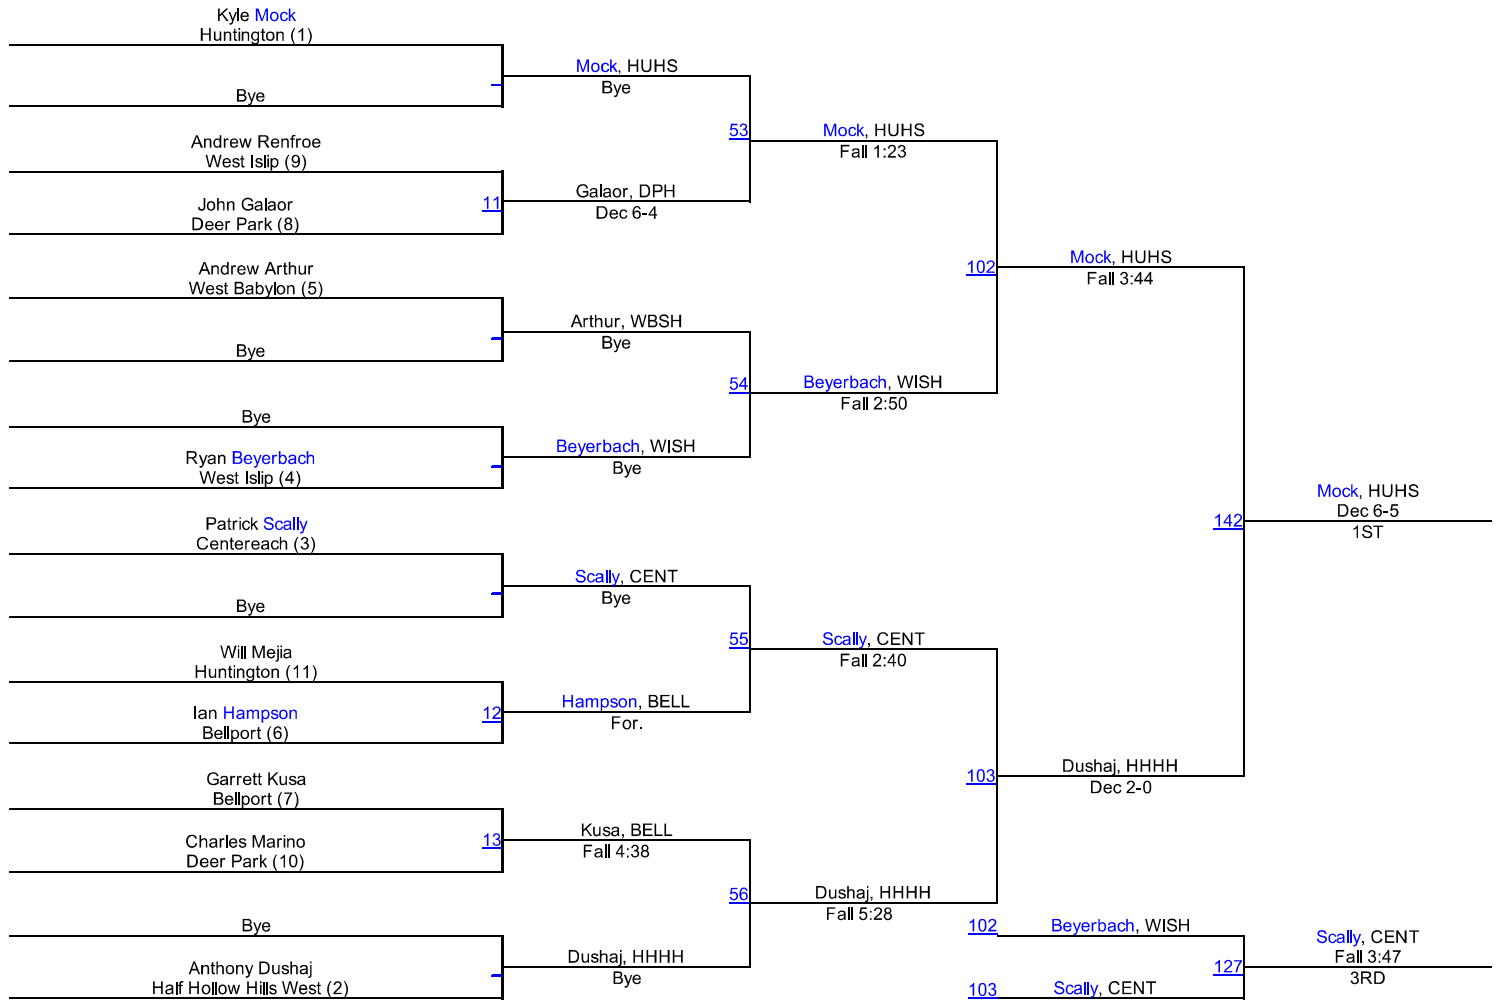 Kyle Mock
Huntington (1)
Bye
Andrew Renfroe
West Islip (9)
John Galaor
Deer Park (8)
Andrew Arthur
West Babylon (5)
Bye
Bye
Ryan Beyerbach
West Islip (4)
Patrick Scally
Centereach (3)
Bye
Will Mejia
Huntington (11)
Ian Hampson
Bellport (6)
Garrett Kusa
Bellport (7)
Charles Marino
Deer Park (10)
Bye
Anthony Dushaj
Half Hollow Hills West (2)
11
12
13
Mock, HUHS
Bye
Galaor, DPH
Dec 6-4
Arthur, WBSH
Bye
Beyerbach, WISH
Bye
Scally, CENT
Bye
Hampson, BELL
For.
Kusa, BELL
Fall 4:38
Dushaj, HHHH
Bye
53
54
55
56
Mock, HUHS
Fall 1:23
Beyerbach, WISH
Fall 2:50
Scally, CENT
Fall 2:40
Dushaj, HHHH
Fall 5:28
102
103
Mock, HUHS
Fall 3:44
Dushaj, HHHH
Dec 2-0
142
Mock, HUHS
Dec 6-5
1ST
102
Beyerbach, WISH
103
Scally, CENT
127
Scally, CENT
Fall 3:47
3RD